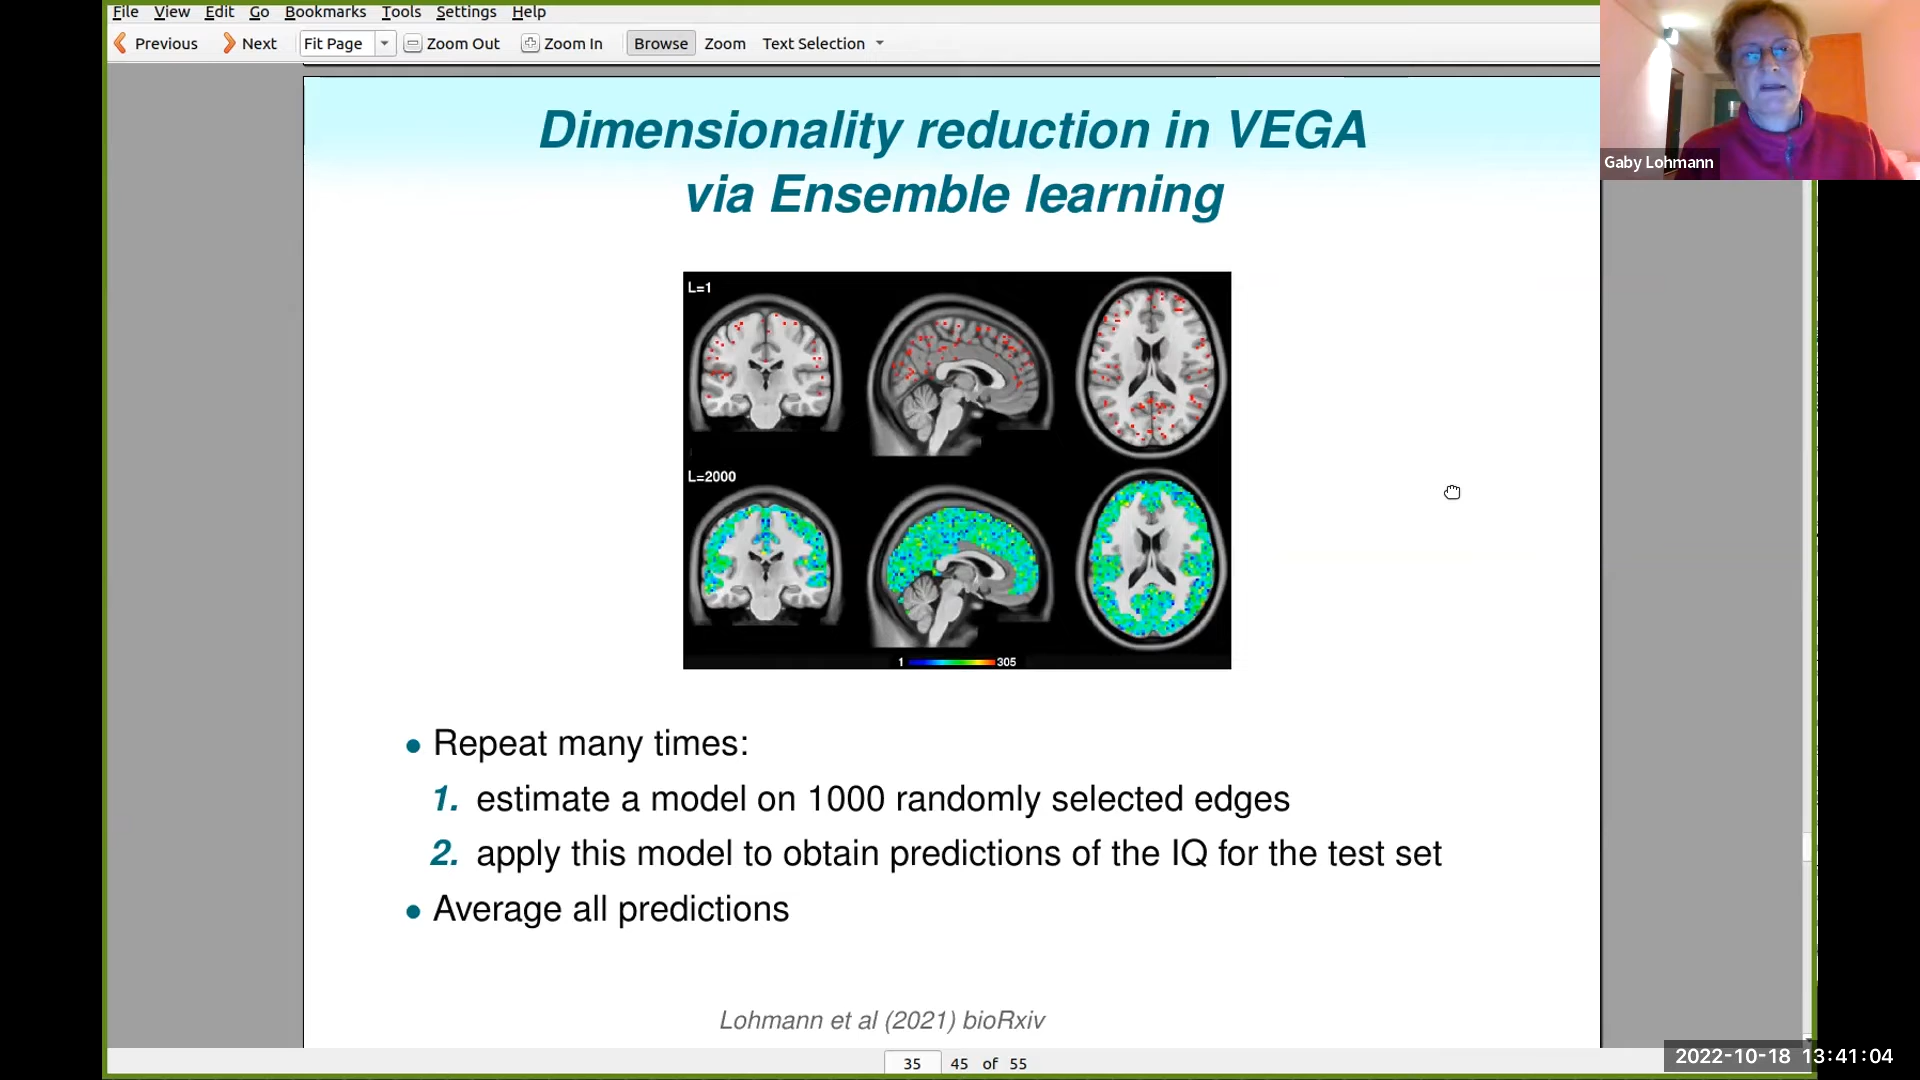 File View Edit Go Bookmarks Tools Settings Help
Previous Next Fit Page Zoom Out Zoom In Browse Zoom Text Selection
Gaby Lohmann
Dimensionality reduction in VEGA
via Ensemble learning
L=1
L=2000
1 305
Repeat many times:
1. estimate a model on 1000 randomly selected edges
2. apply this model to obtain predictions of the IQ for the test set
Average all predictions
Lohmann et al (2021) bioRxiv
35 45 of 55
2022-10-18 13:41:04